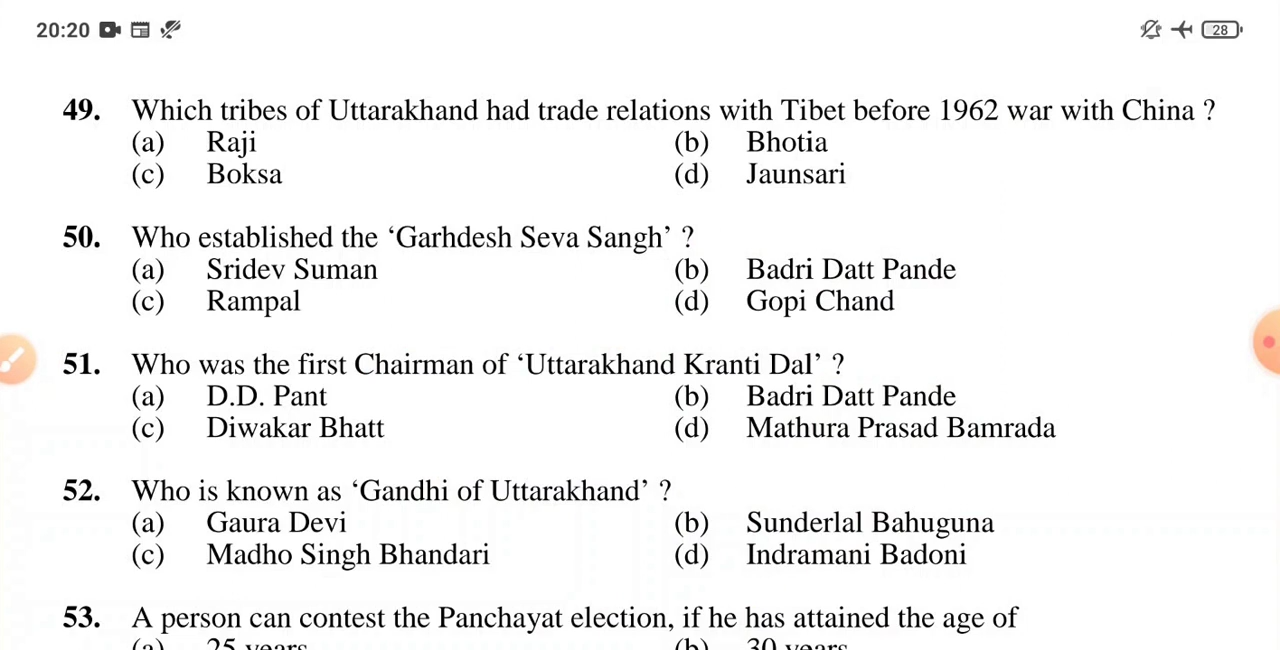 20:20
28
49. Which tribes of Uttarakhand had trade relations with Tibet before 1962 war with China ?
(a) Raji (b) Bhotia
(c) Boksa (d) Jaunsari
50. Who established the ‘Garhdesh Seva Sangh’ ?
(a) Sridev Suman (b) Badri Datt Pande
(c) Rampal (d) Gopi Chand
51. Who was the first Chairman of ‘Uttarakhand Kranti Dal’ ?
(a) D.D. Pant (b) Badri Datt Pande
(c) Diwakar Bhatt (d) Mathura Prasad Bamrada
52. Who is known as ‘Gandhi of Uttarakhand’ ?
(a) Gaura Devi (b) Sunderlal Bahuguna
(c) Madho Singh Bhandari (d) Indramani Badoni
53. A person can contest the Panchayat election, if he has attained the age of
(a) 25 years (b) 30 years